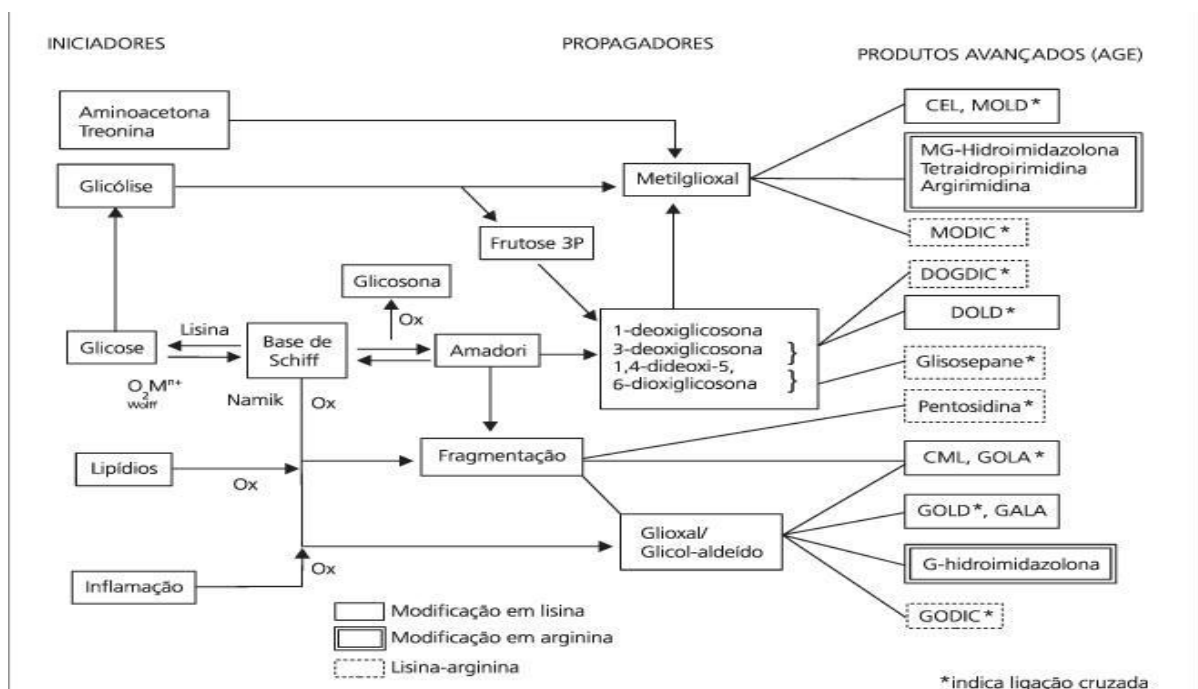 INICIADORES
PROPAGADORES
PRODUTOS AVANÇADOS (AGE)
Aminoacetona
Treonina
CEL, MOLD*
Glicólise
Metilglioxal
MG-Hidroimidazolona
Tetraidropirimidina
Argirimidina
Frutose 3P
MODIC*
Glicosona
DOGDIC*
Ox
1-deoxiglicosona
3-deoxiglicosona }
1,4-dideoxi-5, }
6-dioxiglicosona
DOLD*
Glicose
Lisina
Base de
Schiff
Amadori
Glisosepane*
O2Mn+
Wolff
Namik
Ox
Pentosidina*
Lipídios
Ox
Fragmentação
CML, GOLA*
Glioxal/
Glicol-aldeído
GOLD*, GALA
Inflamação
Ox
G-hidroimidazolona
GODIC*
Modificação em lisina
Modificação em arginina
Lisina-arginina
*indica ligação cruzada